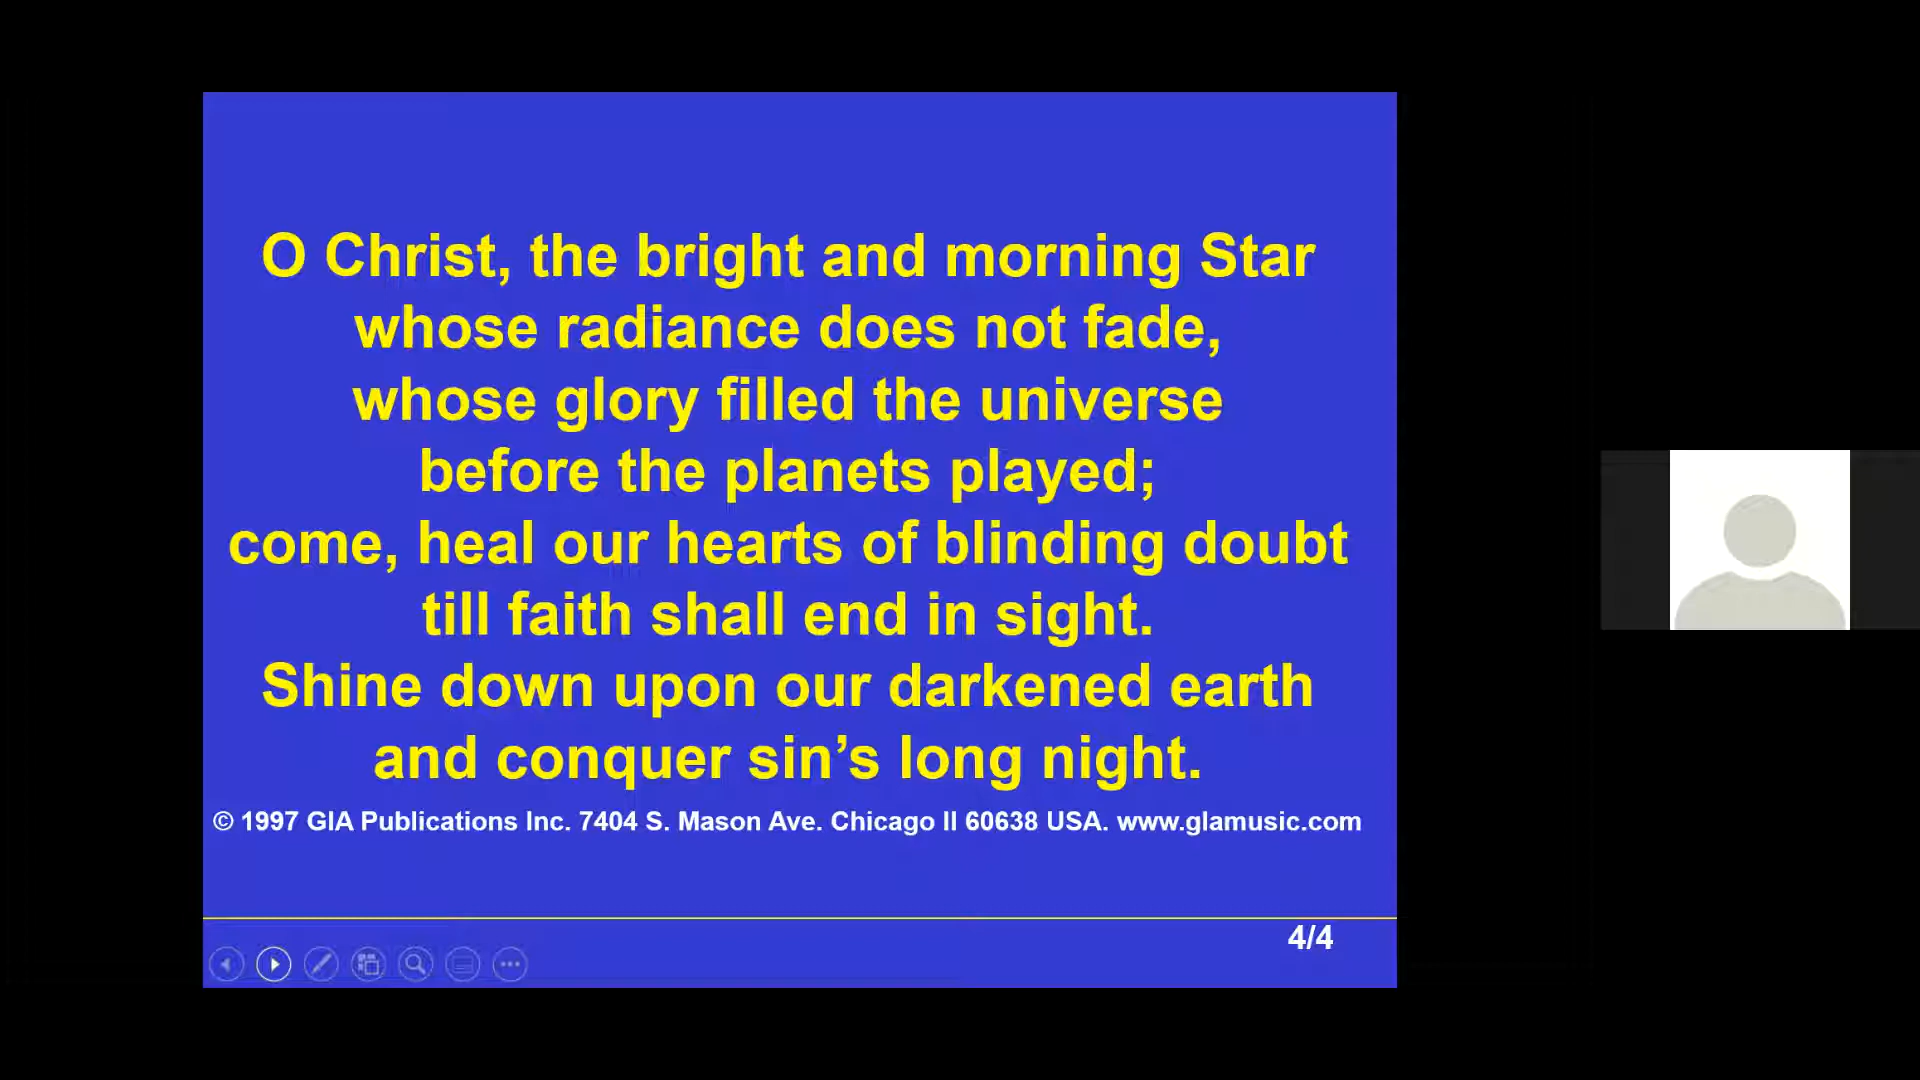 O Christ, the bright and morning Star
whose radiance does not fade,
whose glory filled the universe
before the planets played;
come, heal our hearts of blinding doubt
till faith shall end in sight.
Shine down upon our darkened earth
and conquer sin’s long night.
© 1997 GIA Publications Inc. 7404 S. Mason Ave. Chicago Il 60638 USA. www.glamusic.com
4/4